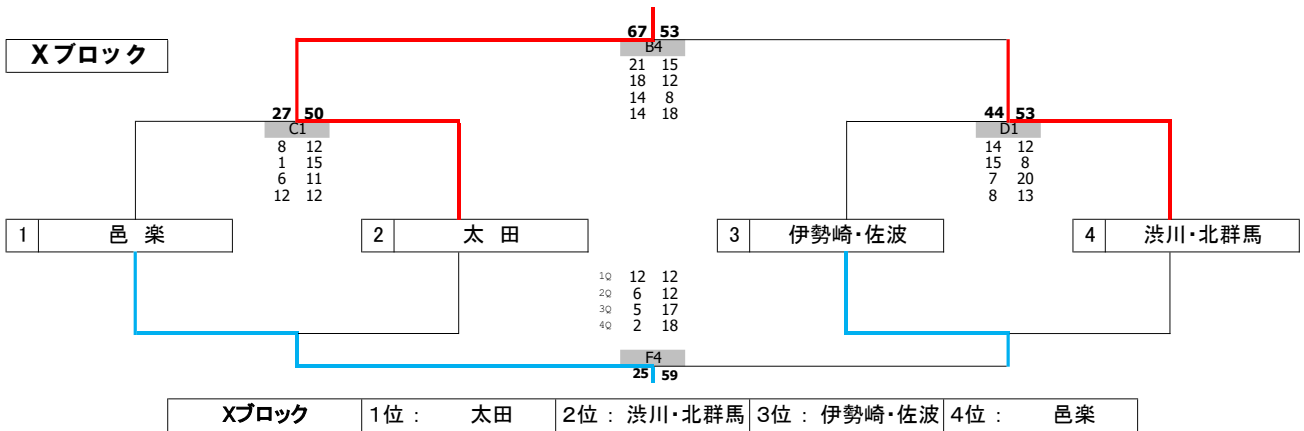 67 53
B4
Xブロック
21 15
18 12
14 8
14 18
27 50
C1
8 12
1 15
6 11
12 12
44 53
D1
14 12
15 8
7 20
8 13
1 邑 楽
2 太 田
3 伊勢崎・佐波
4 渋川・北群馬
1Q 12 12
2Q 6 12
3Q 5 17
4Q 2 18
F4
25 59
Xブロック 1位 : 太田 2位 : 渋川・北群馬 3位 : 伊勢崎・佐波 4位 : 邑楽